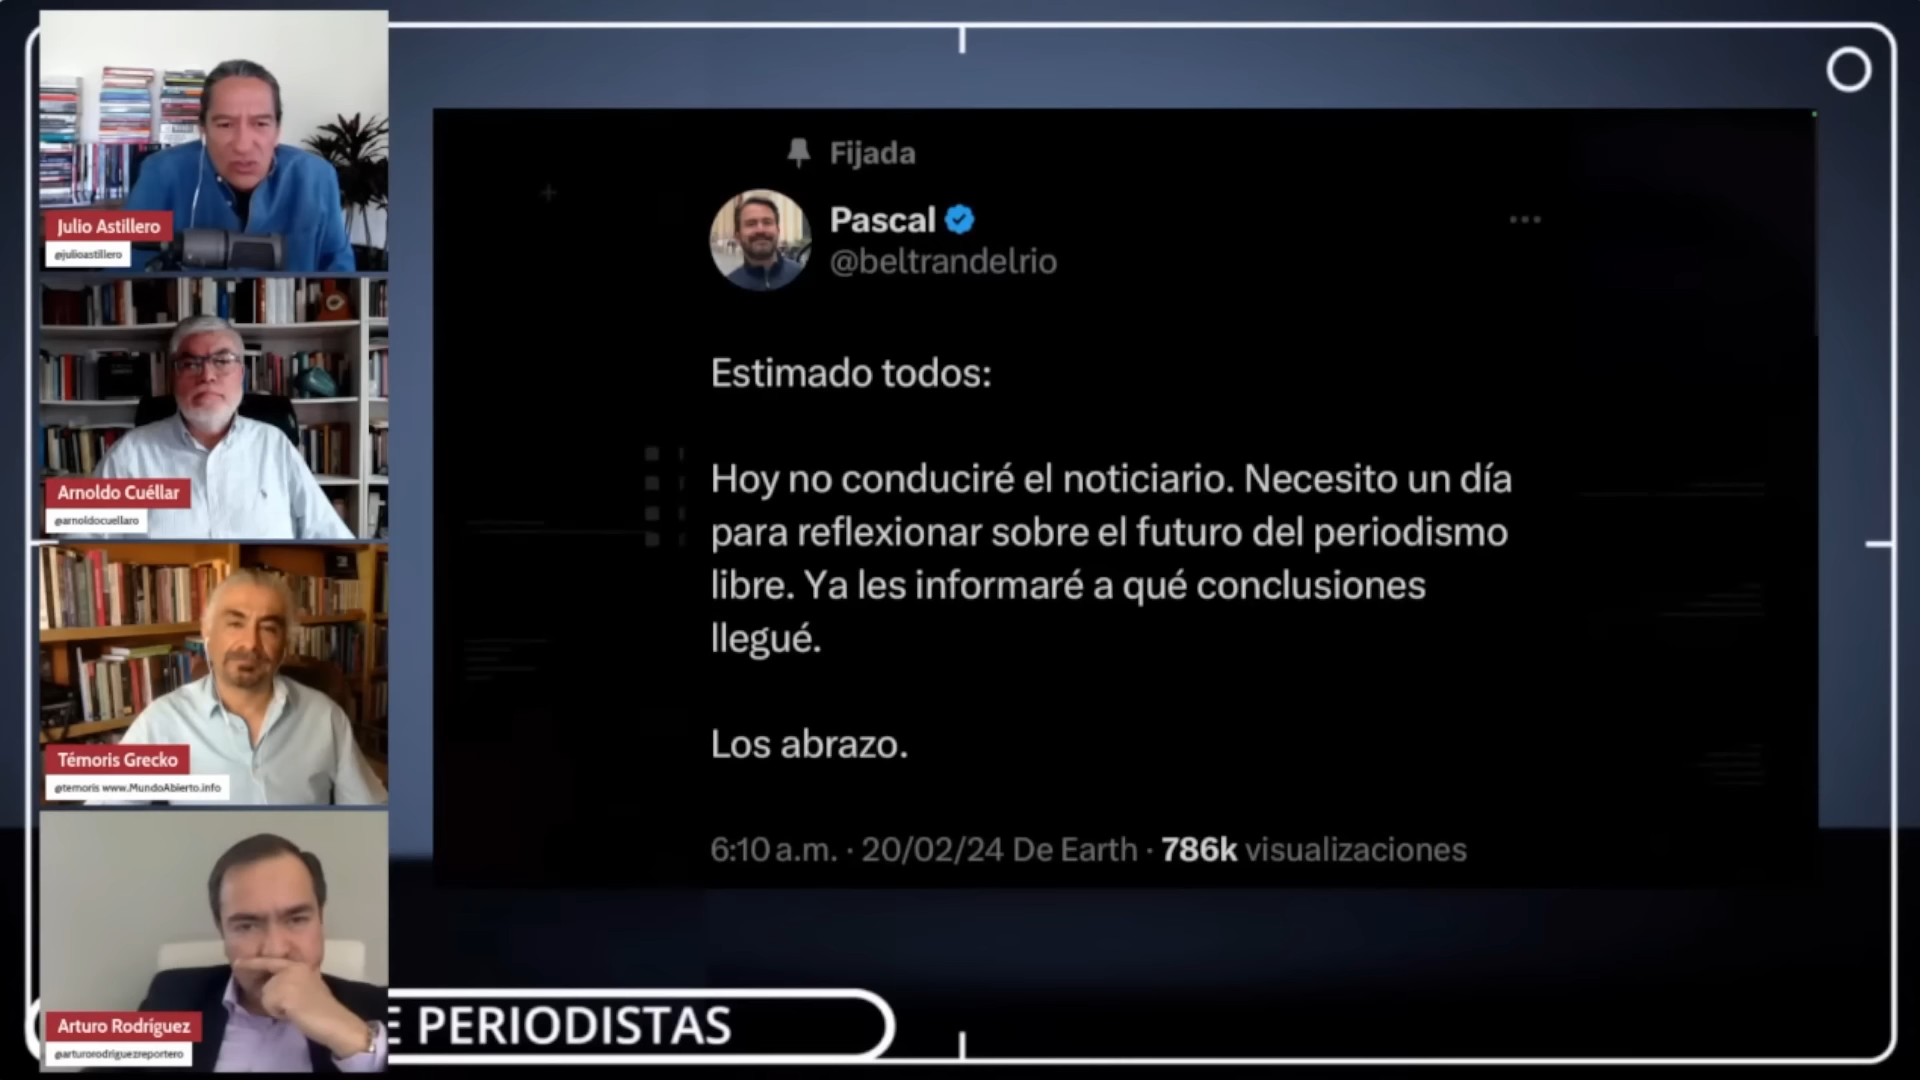 Julio Astillero
@julioastillero
Arnoldo Cuéllar
@arnoldocuellaro
Témoris Grecko
@temoris www.MundoAbierto.info
Arturo Rodríguez
@arturorodriguezreportero
Fijada
Pascal
@beltrandelrio
Estimado todos:
Hoy no conduciré el noticiario. Necesito un día
para reflexionar sobre el futuro del periodismo
libre. Ya les informaré a qué conclusiones
llegué.
Los abrazo.
6:10 a.m. · 20/02/24 De Earth · 786k visualizaciones
E PERIODISTAS